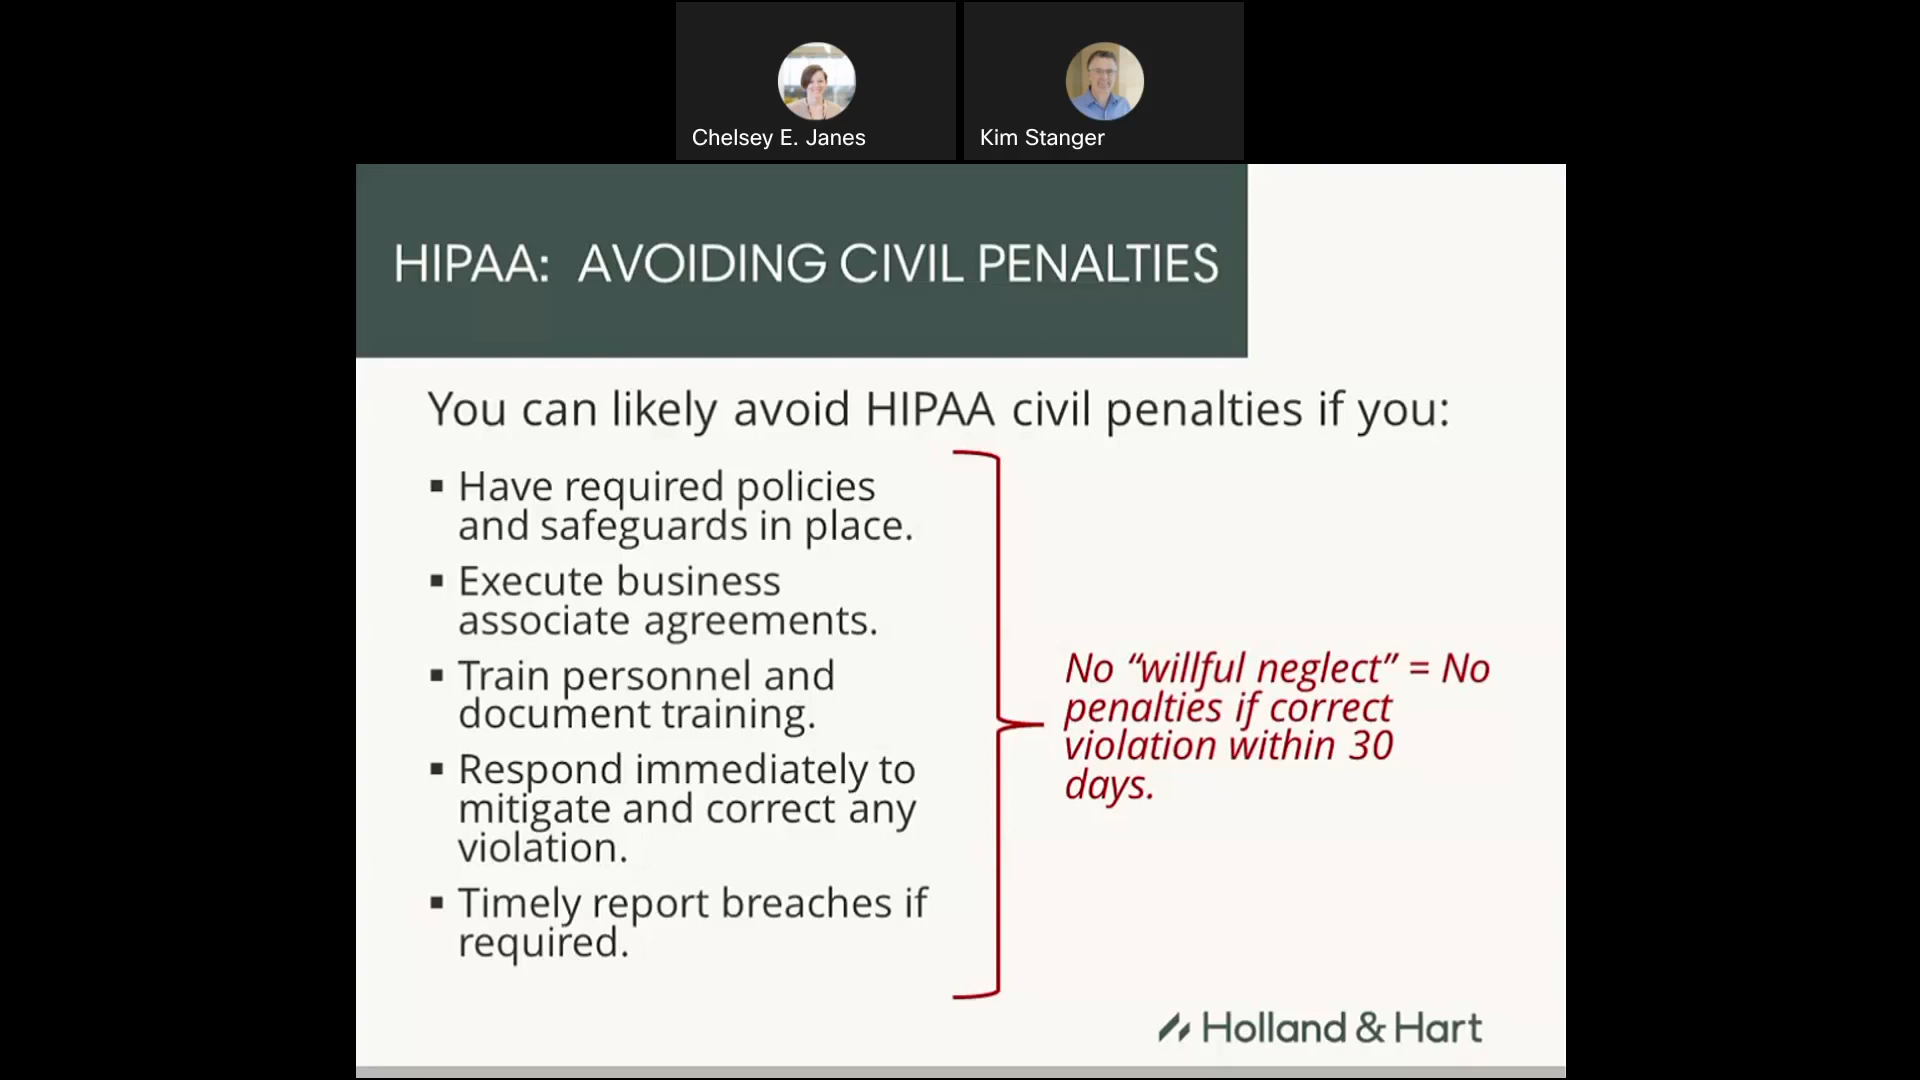 Chelsey E. Janes
Kim Stanger
HIPAA: AVOIDING CIVIL PENALTIES
You can likely avoid HIPAA civil penalties if you:
▪ Have required policies
and safeguards in place.
▪ Execute business
associate agreements.
▪ Train personnel and
document training.
▪ Respond immediately to
mitigate and correct any
violation.
▪ Timely report breaches if
required.
No “willful neglect” = No
penalties if correct
violation within 30
days.
Holland & Hart